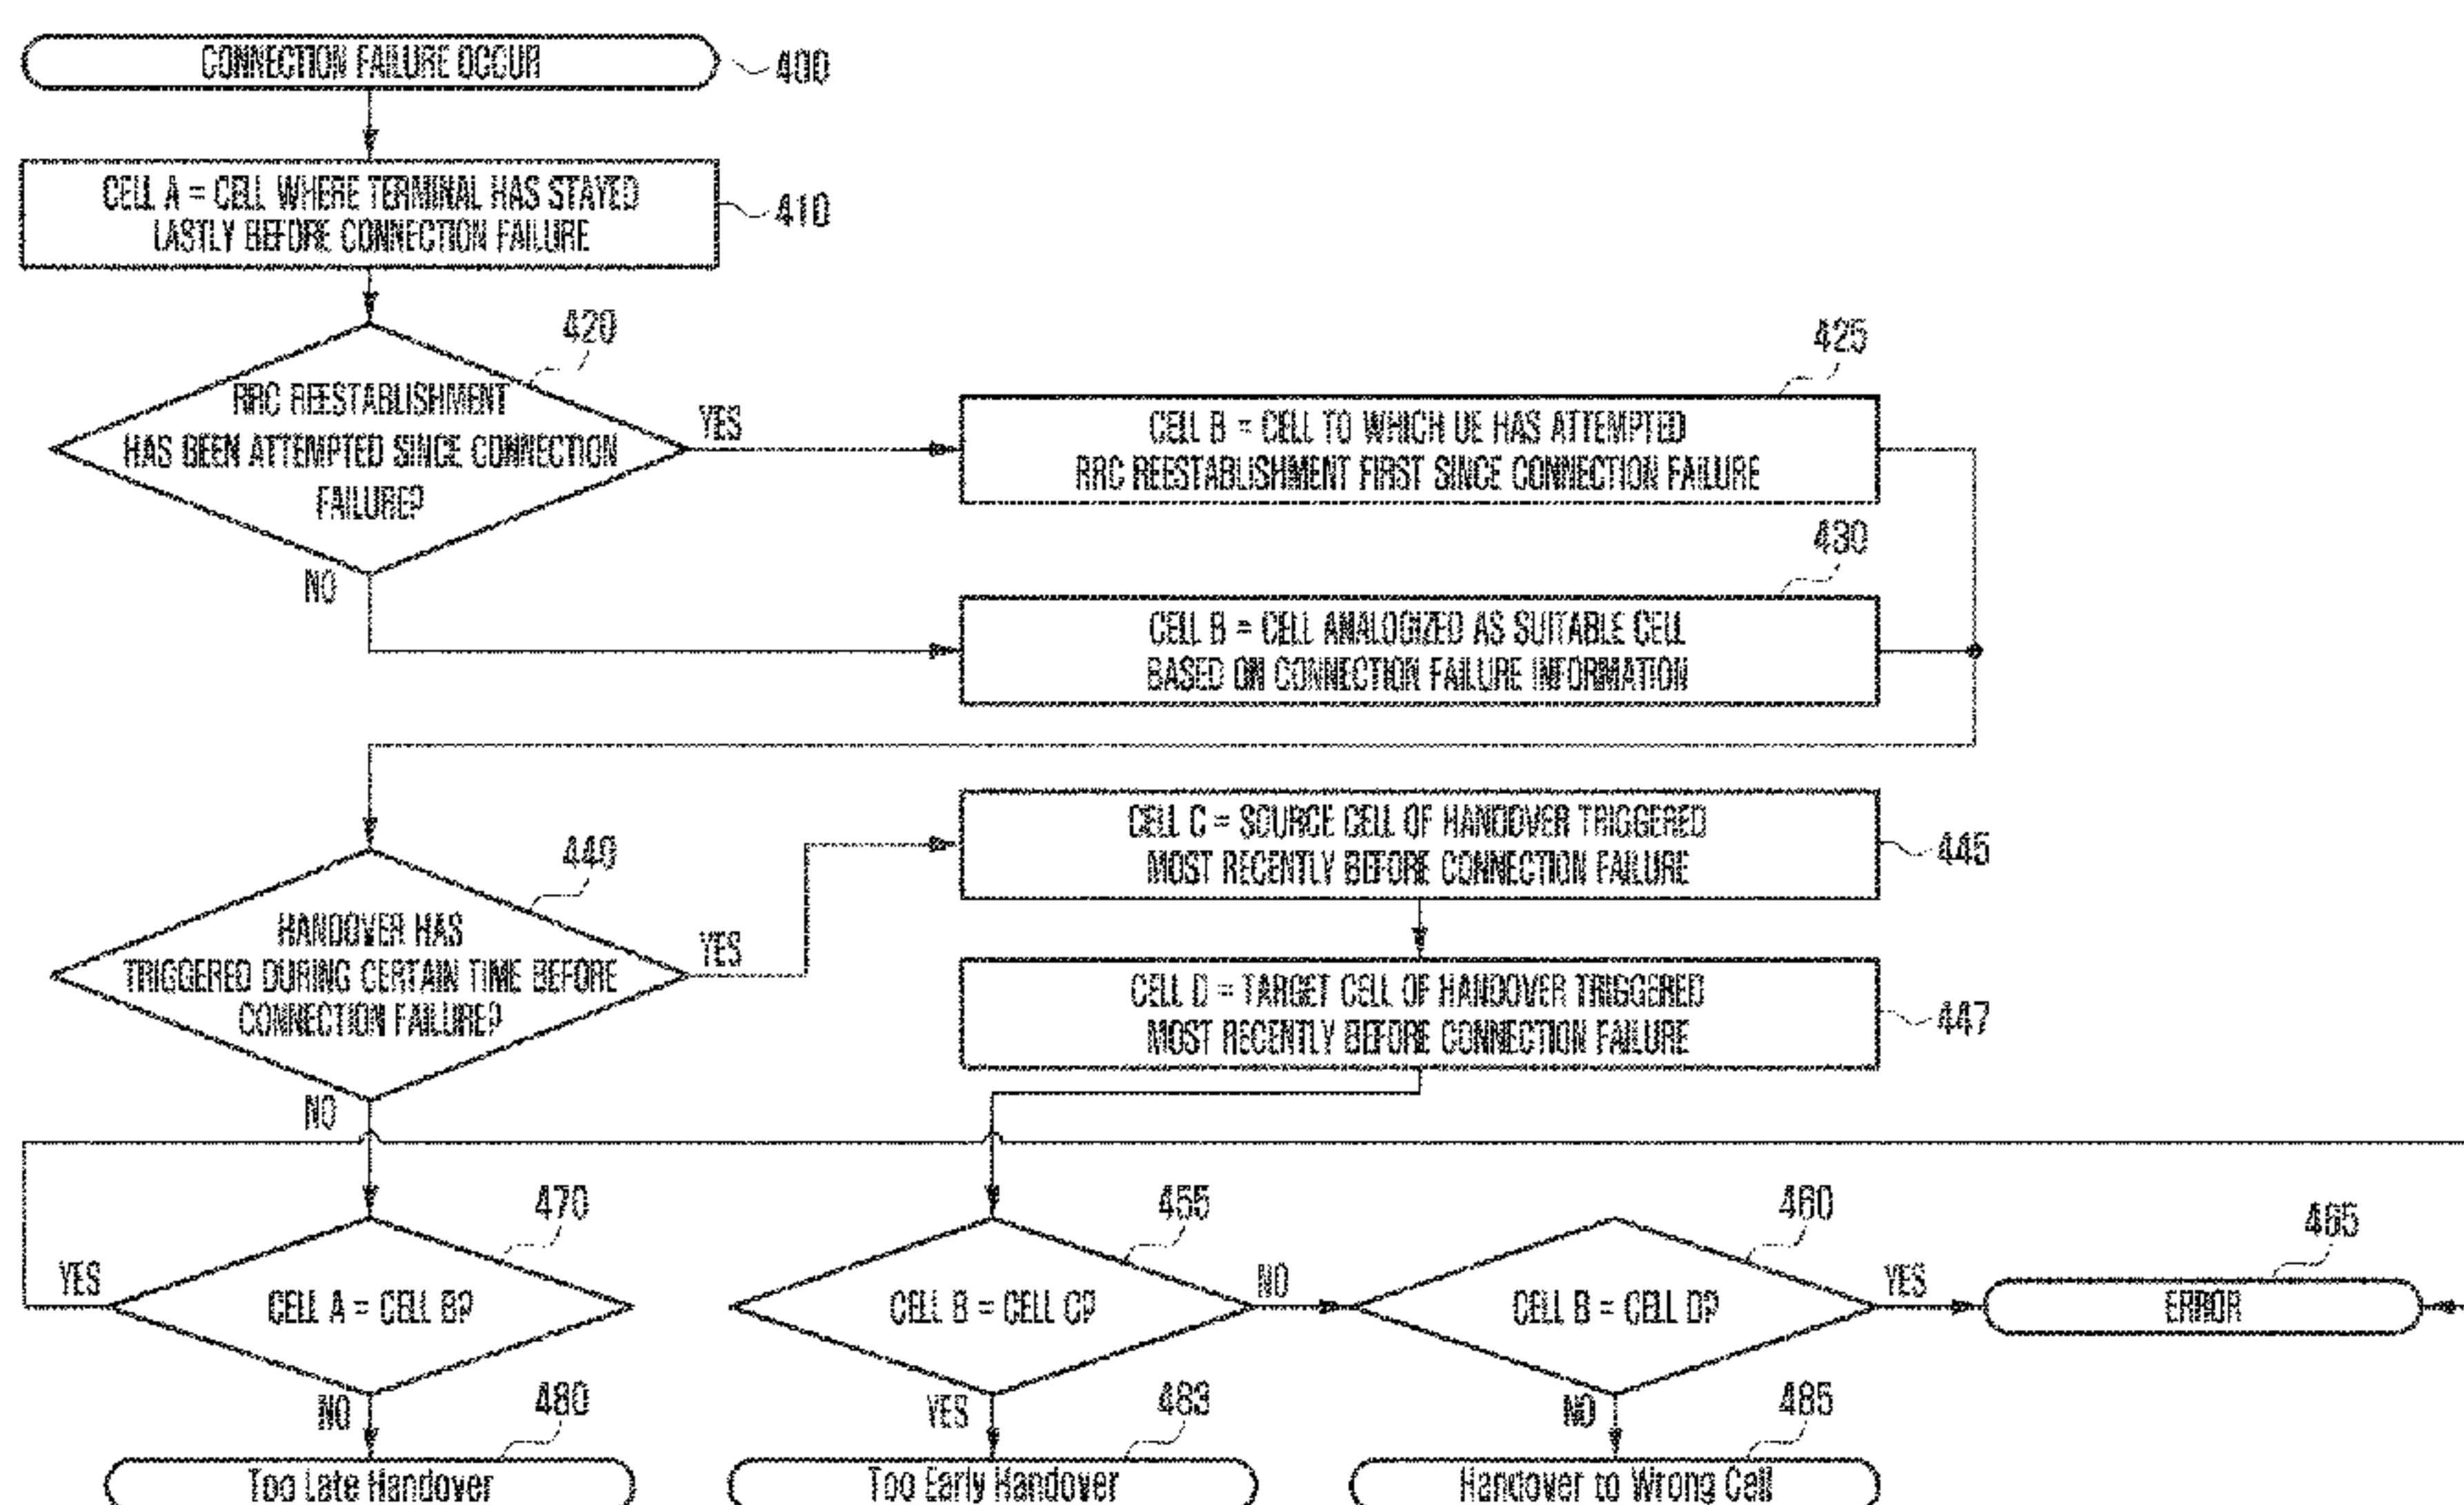 CONNECTION FAILURE OCCUR
400
CELL A = CELL WHERE TERMINAL HAS STAYED
LASTLY BEFORE CONNECTION FAILURE
410
420
RRC REESTABLISHMENT
HAS BEEN ATTEMPTED SINCE CONNECTION
FAILURE?
YES
NO
425
CELL B = CELL TO WHICH UE HAS ATTEMPTED
RRC REESTABLISHMENT FIRST SINCE CONNECTION FAILURE
430
CELL B = CELL ANALOGIZED AS SUITABLE CELL
BASED ON CONNECTION FAILURE INFORMATION
440
HANDOVER HAS
TRIGGERED DURING CERTAIN TIME BEFORE
CONNECTION FAILURE?
YES
NO
CELL C = SOURCE CELL OF HANDOVER TRIGGERED
MOST RECENTLY BEFORE CONNECTION FAILURE
445
CELL D = TARGET CELL OF HANDOVER TRIGGERED
MOST RECENTLY BEFORE CONNECTION FAILURE
447
470
YES
CELL A = CELL B?
NO
455
CELL B = CELL C?
NO
YES
460
CELL B = CELL D?
YES
NO
465
ERROR
480
Too Late Handover
483
Too Early Handover
485
Handover to Wrong Cell